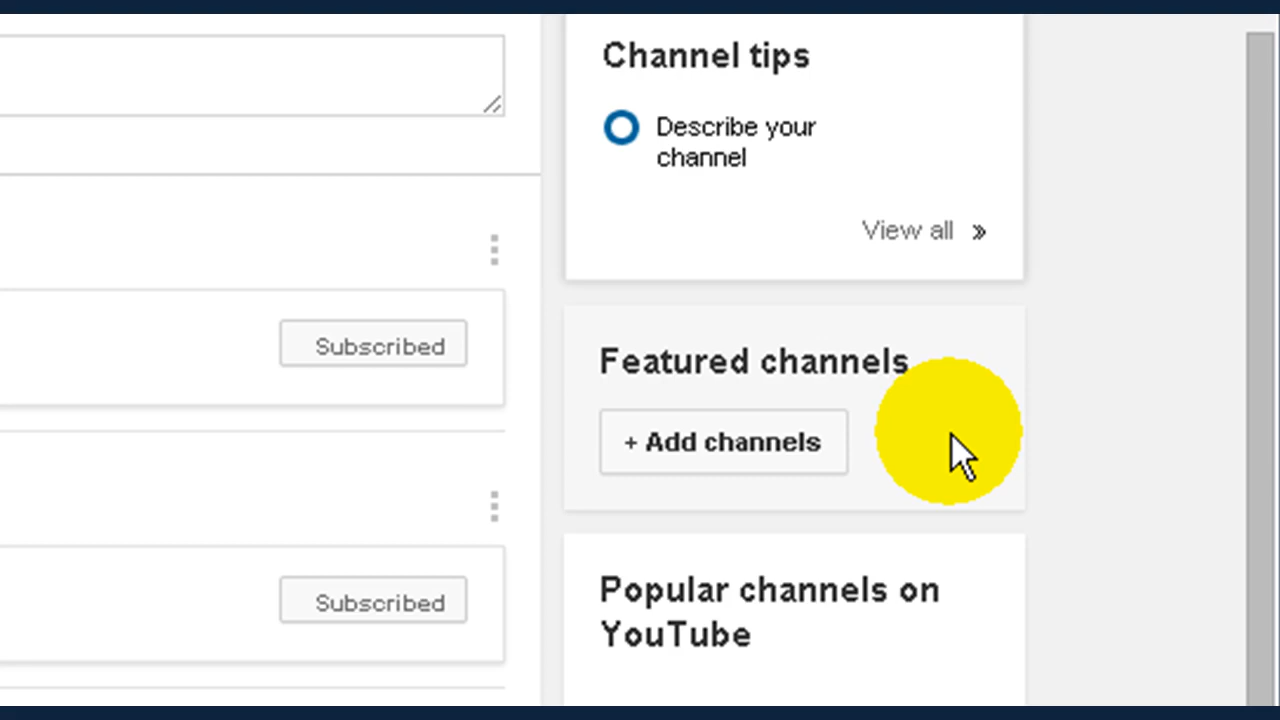 Channel tips
Describe your
channel
View all »
Subscribed
Featured channels
+ Add channels
Subscribed
Popular channels on
YouTube